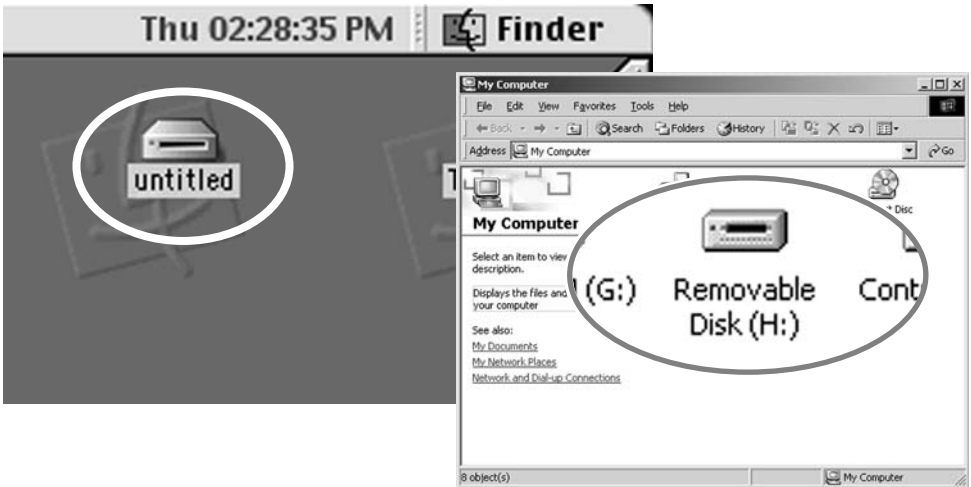 Thu 02:28:35 PM Finder
untitled
My Computer
File Edit View Favorites Tools Help
Back Search Folders History
Address My Computer Go
Disc
My Computer
Select an item to view
description.
Displays the files and
your computer
See also:
My Documents
My Network Places
Network and Dial-up Connections
(G:)
Removable
Disk (H:)
Cont
8 object(s) My Computer